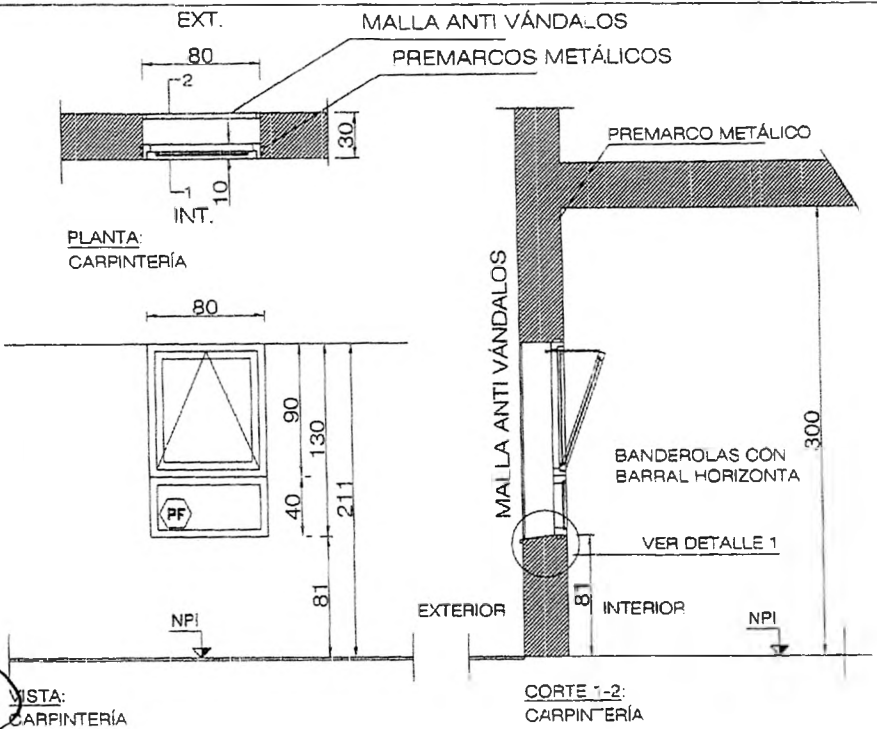 EXT.
MALLA ANTI VÁNDALOS
80
PREMARCOS METÁLICOS
2
30
1
10
INT.
PLANTA:
CARPINTERÍA
PREMARCO METÁLICO
MALLA ANTI VÁNDALOS
300
BANDEROLAS CON
BARRAL HORIZONTA
VER DETALLE 1
81
EXTERIOR
INTERIOR
NPI
CORTE 1-2:
CARPINTERÍA
80
90
130
211
40
PF
81
NPI
VISTA:
CARPINTERÍA